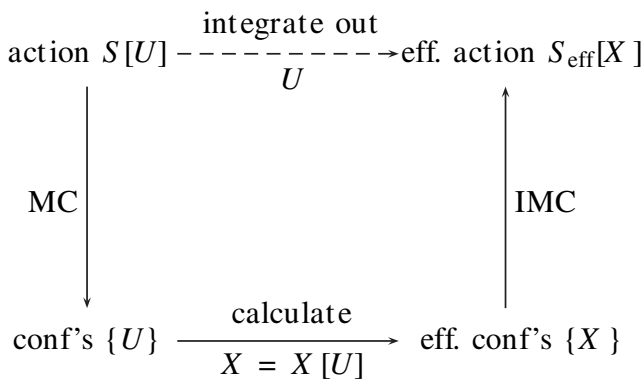 integrate out
action S[U] eff. action S_eff[X]
U
MC IMC
calculate
conf's {U} eff. conf's {X}
X = X[U]